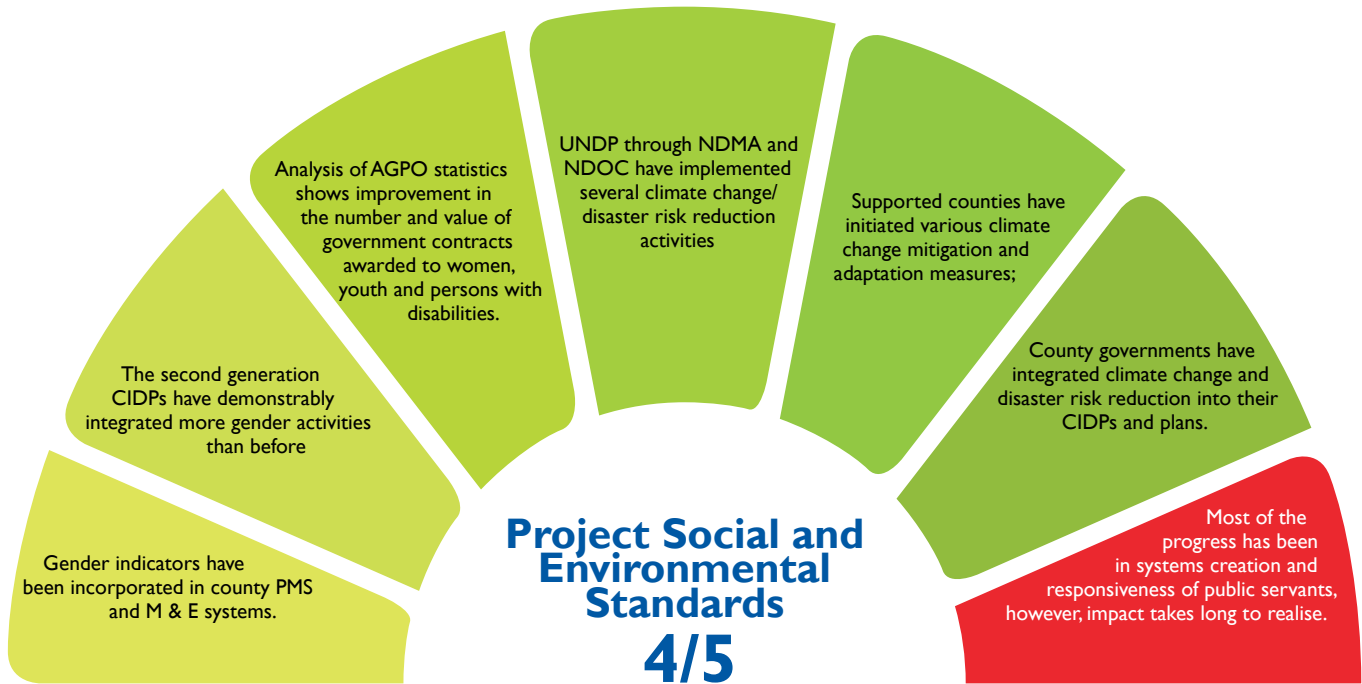 Gender indicators have
been incorporated in county PMS
and M & E systems.
The second generation
CIDPs have demonstrably
integrated more gender activities
than before
Analysis of AGPO statistics
shows improvement in
the number and value of
government contracts
awarded to women,
youth and persons with
disabilities.
UNDP through NDMA and
NDOC have implemented
several climate change/
disaster risk reduction
activities
Supported counties have
initiated various climate
change mitigation and
adaptation measures;
County governments have
integrated climate change and
disaster risk reduction into their
CIDPs and plans.
Most of the
progress has been
in systems creation and
responsiveness of public servants,
however, impact takes long to realise.
Project Social and
Environmental
Standards
4/5